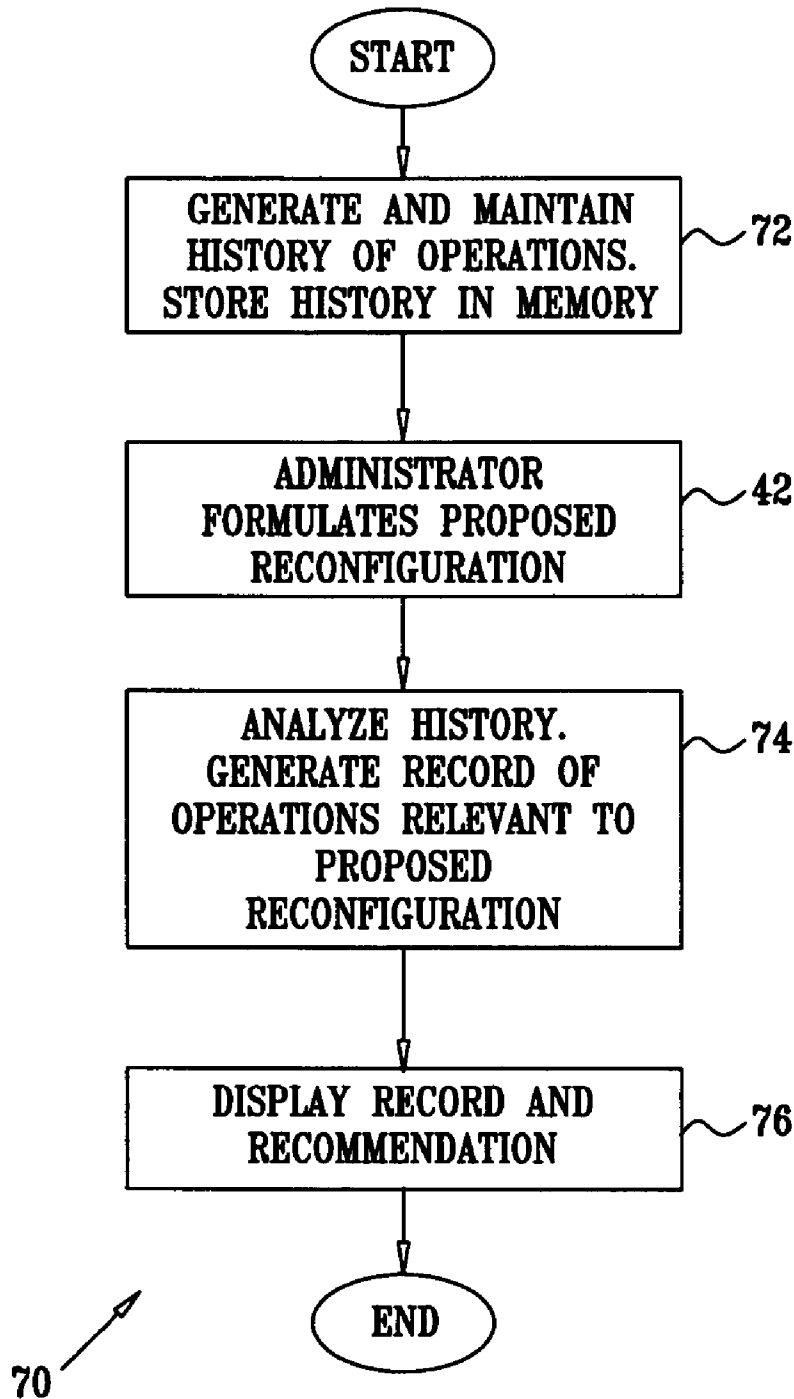 START
GENERATE AND MAINTAIN
HISTORY OF OPERATIONS.
STORE HISTORY IN MEMORY
72
ADMINISTRATOR
FORMULATES PROPOSED
RECONFIGURATION
42
ANALYZE HISTORY.
GENERATE RECORD OF
OPERATIONS RELEVANT TO
PROPOSED
RECONFIGURATION
74
DISPLAY RECORD AND
RECOMMENDATION
76
END
70